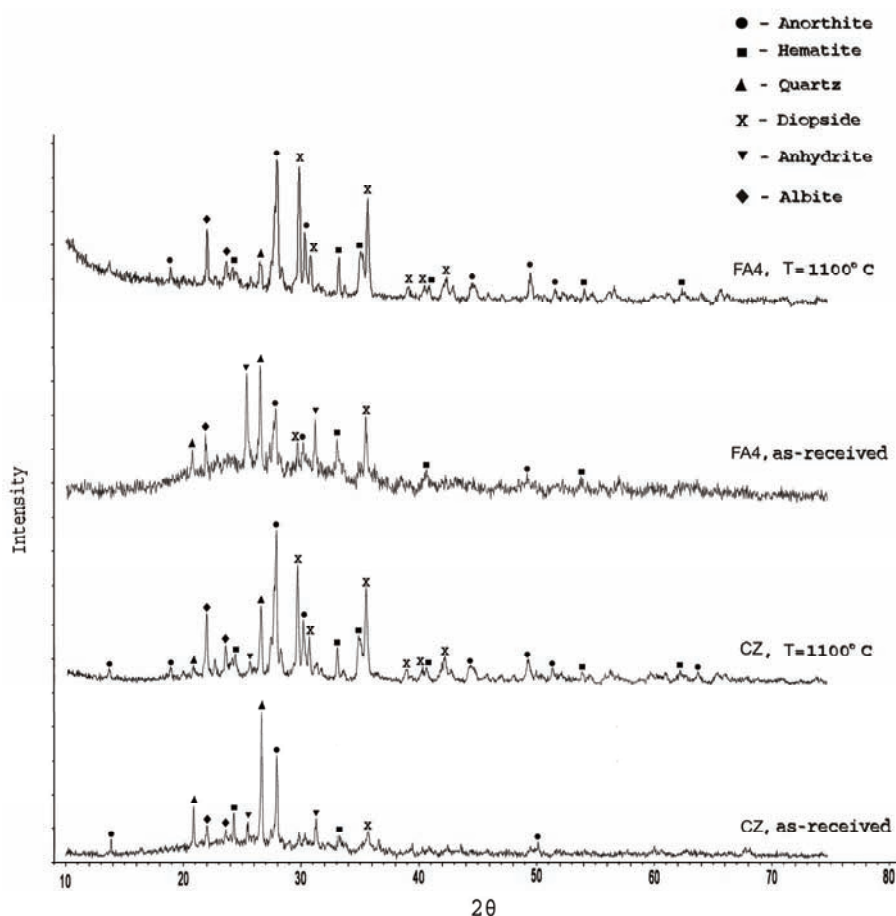 ● - Anorthite
■ - Hematite
▲ - Quartz
X - Diopside
▼ - Anhydrite
◆ - Albite
FA4, T=1100° C
FA4, as-received
CZ, T=1100° C
CZ, as-received
Intensity
10 20 30 40 50 60 70 80
2θ